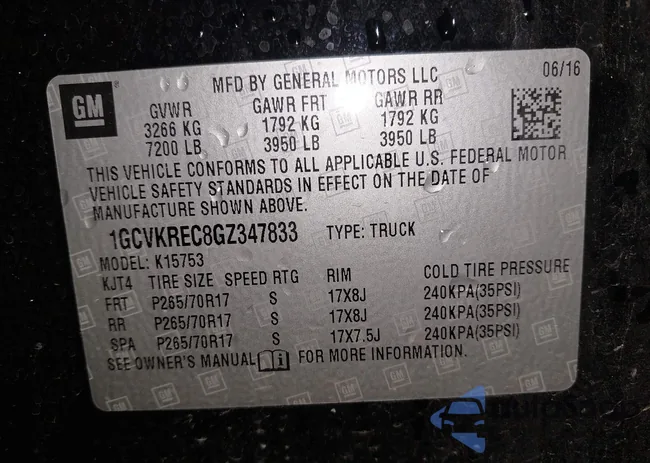 MFD BY GENERAL MOTORS LLC 06/16
GM
GVWR GAWR FRT GAWR RR
3266 KG 1792 KG 1792 KG
7200 LB 3950 LB 3950 LB
THIS VEHICLE CONFORMS TO ALL APPLICABLE U.S. FEDERAL MOTOR
VEHICLE SAFETY STANDARDS IN EFFECT ON THE DATE OF
MANUFACTURE SHOWN ABOVE.
1GCVKREC8GZ347833 TYPE: TRUCK
MODEL: K15753
KJT4 TIRE SIZE SPEED RTG RIM COLD TIRE PRESSURE
FRT P265/70R17 S 17X8J 240KPA(35PSI)
RR P265/70R17 S 17X8J 240KPA(35PSI)
SPA P265/70R17 S 17X7.5J 240KPA(35PSI)
SEE OWNER'S MANUAL FOR MORE INFORMATION.